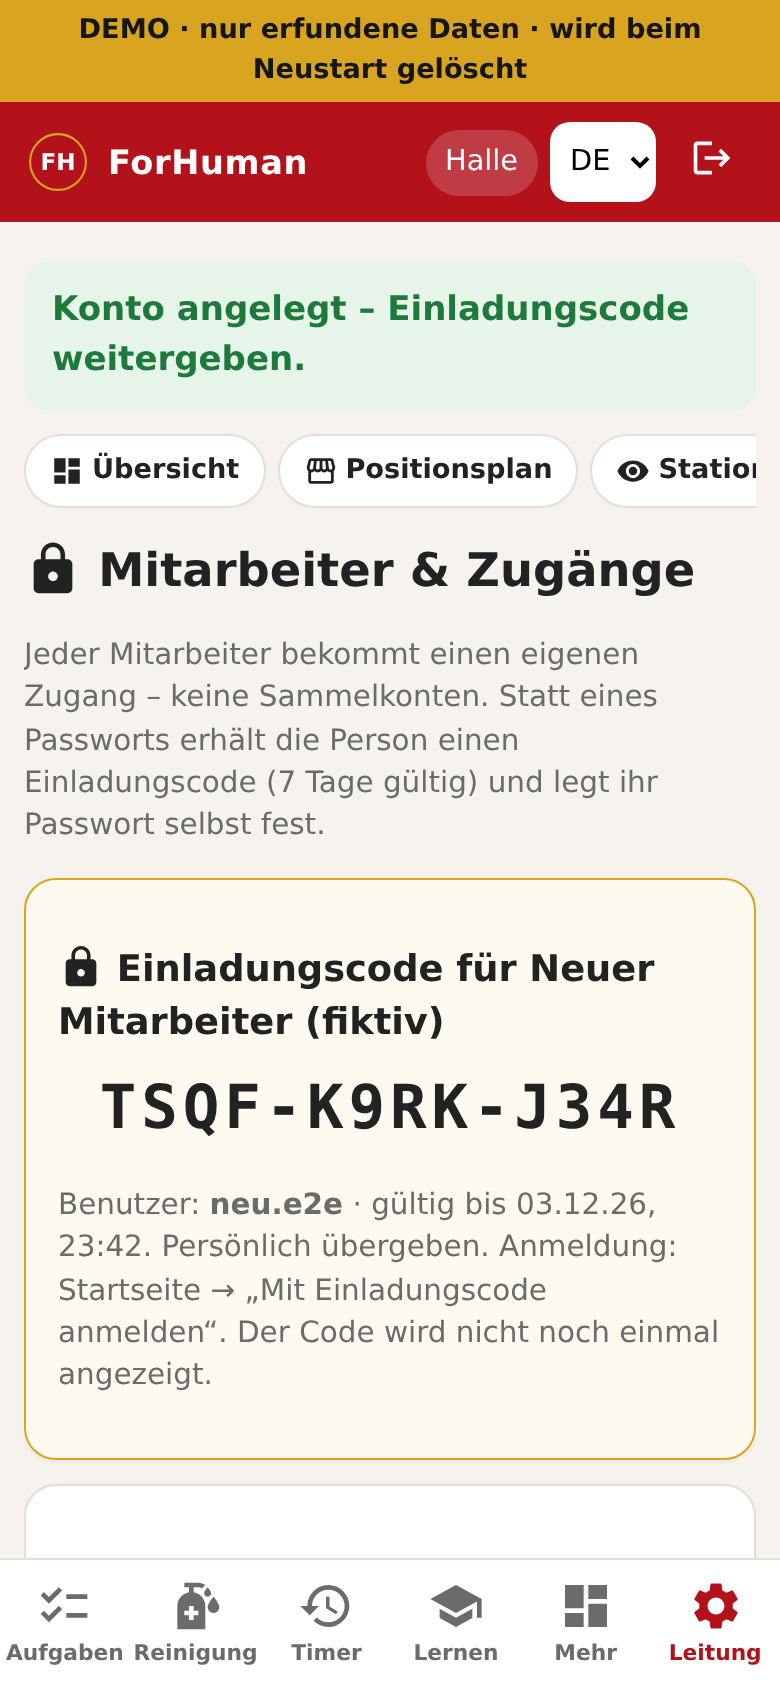 DEMO · nur erfundene Daten · wird beim
Neustart gelöscht
FH ForHuman Halle DE
Konto angelegt – Einladungscode
weitergeben.
Übersicht Positionsplan Station
Mitarbeiter & Zugänge
Jeder Mitarbeiter bekommt einen eigenen
Zugang – keine Sammelkonten. Statt eines
Passworts erhält die Person einen
Einladungscode (7 Tage gültig) und legt ihr
Passwort selbst fest.
Einladungscode für Neuer
Mitarbeiter (fiktiv)
TSQF-K9RK-J34R
Benutzer: neu.e2e · gültig bis 03.12.26,
23:42. Persönlich übergeben. Anmeldung:
Startseite → „Mit Einladungscode
anmelden“. Der Code wird nicht noch einmal
angezeigt.
Aufgaben Reinigung Timer Lernen Mehr Leitung